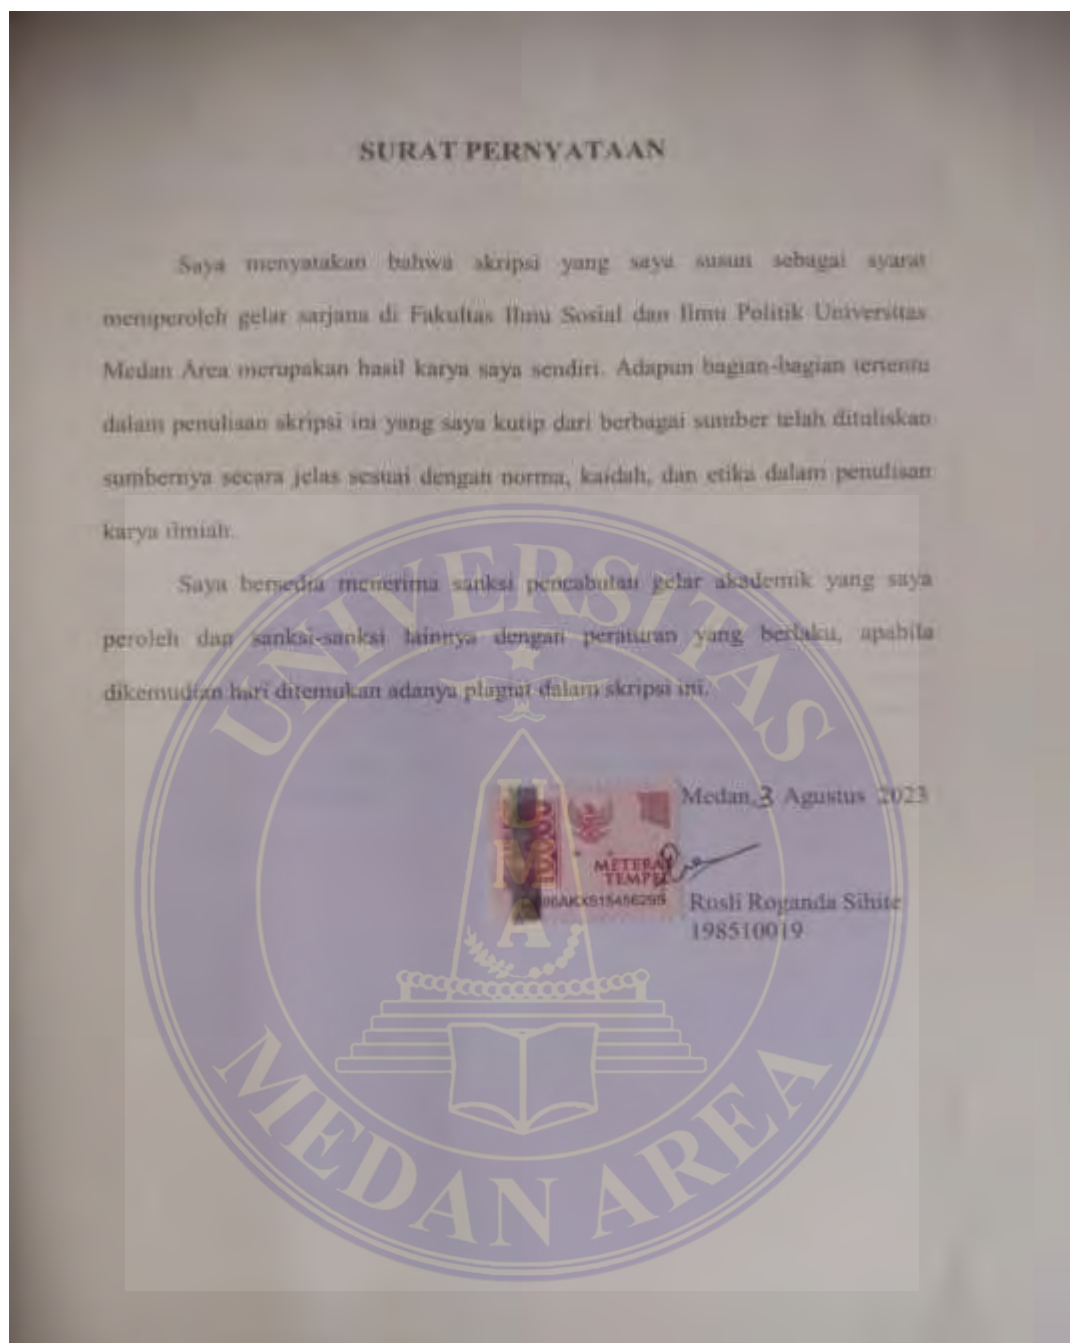 SURAT PERNYATAAN
Saya menyatakan bahwa skripsi yang saya susun sebagai syarat
memperoleh gelar sarjana di Fakultas Ilmu Sosial dan Ilmu Politik Universitas
Medan Area merupakan hasil karya saya sendiri. Adapun bagian-bagian tertentu
dalam penulisan skripsi ini yang saya kutip dari berbagai sumber telah dituliskan
sumbernya secara jelas sesuai dengan norma, kaidah, dan etika dalam penulisan
karya ilmiah.
Saya bersedia menerima sanksi pencabutan gelar akademik yang saya
peroleh dan sanksi-sanksi lainnya dengan peraturan yang berlaku, apabila
dikemudian hari ditemukan adanya plagiat dalam skripsi ini.
Medan, 3 Agustus 2023
10000
METERAI
TEMPEL
96AKX515456295
Rusli Roganda Sihite
198510019
UNIVERSITAS
UMA
MEDAN AREA